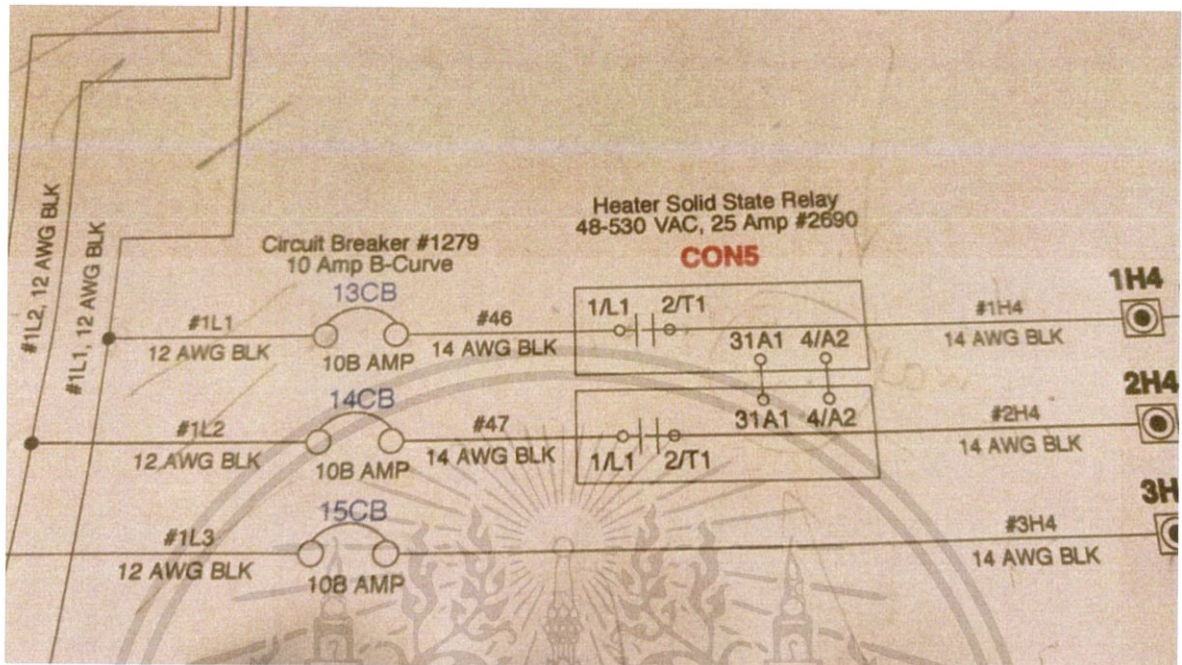 #1L2, 12 AWG BLK
#1L1, 12 AWG BLK
Circuit Breaker #1279
10 Amp B-Curve
Heater Solid State Relay
48-530 VAC, 25 Amp #2690
CON5
13CB
#1L1
12 AWG BLK
10B AMP
#46
14 AWG BLK
1/L1 2/T1
31A1 4/A2
#1H4
14 AWG BLK
1H4
14CB
#1L2
12 AWG BLK
10B AMP
#47
14 AWG BLK
31A1 4/A2
1/L1 2/T1
#2H4
14 AWG BLK
2H4
15CB
#1L3
12 AWG BLK
10B AMP
#3H4
14 AWG BLK
3H